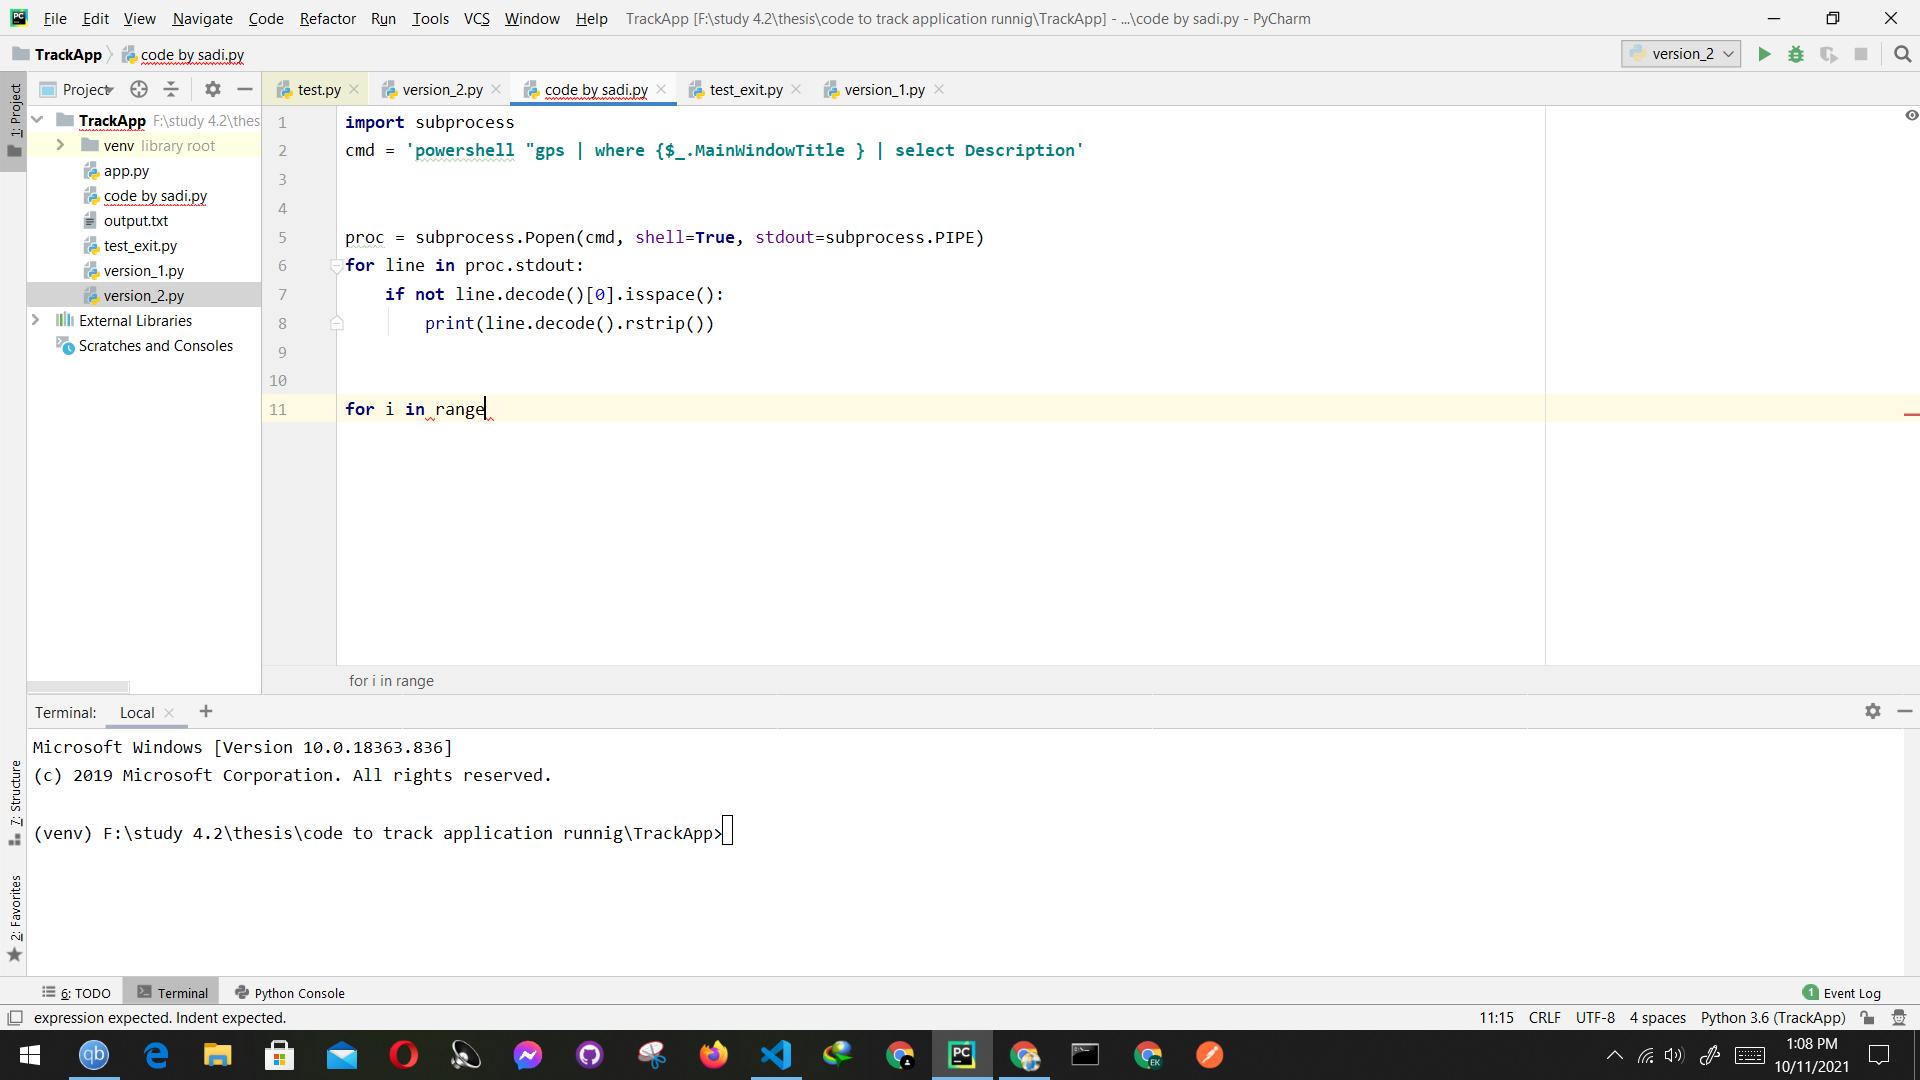 File Edit View Navigate Code Refactor Run Tools VCS Window Help TrackApp [F:\study 4.2\thesis\code to track application runnig\TrackApp] - ...\code by sadi.py - PyCharm
TrackApp code by sadi.py version_2
1: Project
Project
test.py version_2.py code by sadi.py test_exit.py version_1.py
TrackApp F:\study 4.2\thes
venv library root
app.py
code by sadi.py
output.txt
test_exit.py
version_1.py
version_2.py
External Libraries
Scratches and Consoles
1 import subprocess
2 cmd = 'powershell "gps | where {$_.MainWindowTitle } | select Description'
3
4
5 proc = subprocess.Popen(cmd, shell=True, stdout=subprocess.PIPE)
6 for line in proc.stdout:
7     if not line.decode()[0].isspace():
8         print(line.decode().rstrip())
9
10
11 for i in range
for i in range
Terminal: Local
Microsoft Windows [Version 10.0.18363.836]
(c) 2019 Microsoft Corporation. All rights reserved.
(venv) F:\study 4.2\thesis\code to track application runnig\TrackApp>
7: Structure
2: Favorites
6: TODO Terminal Python Console 1 Event Log
expression expected. Indent expected. 11:15 CRLF UTF-8 4 spaces Python 3.6 (TrackApp)
qb PC EK 1:08 PM
10/11/2021